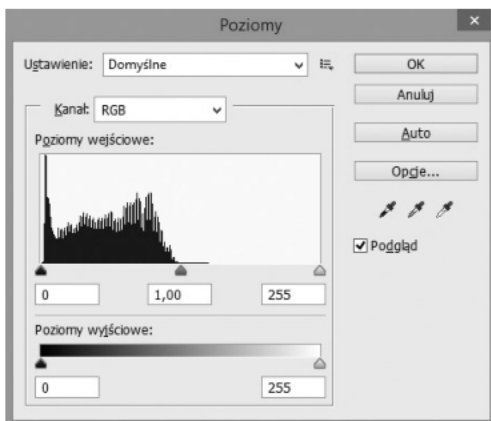 Poziomy
Ustawienie: Domyślne
OK
Anuluj
Auto
Opcje...
Podgląd
Kanał: RGB
Poziomy wejściowe:
0 1,00 255
Poziomy wyjściowe:
0 255